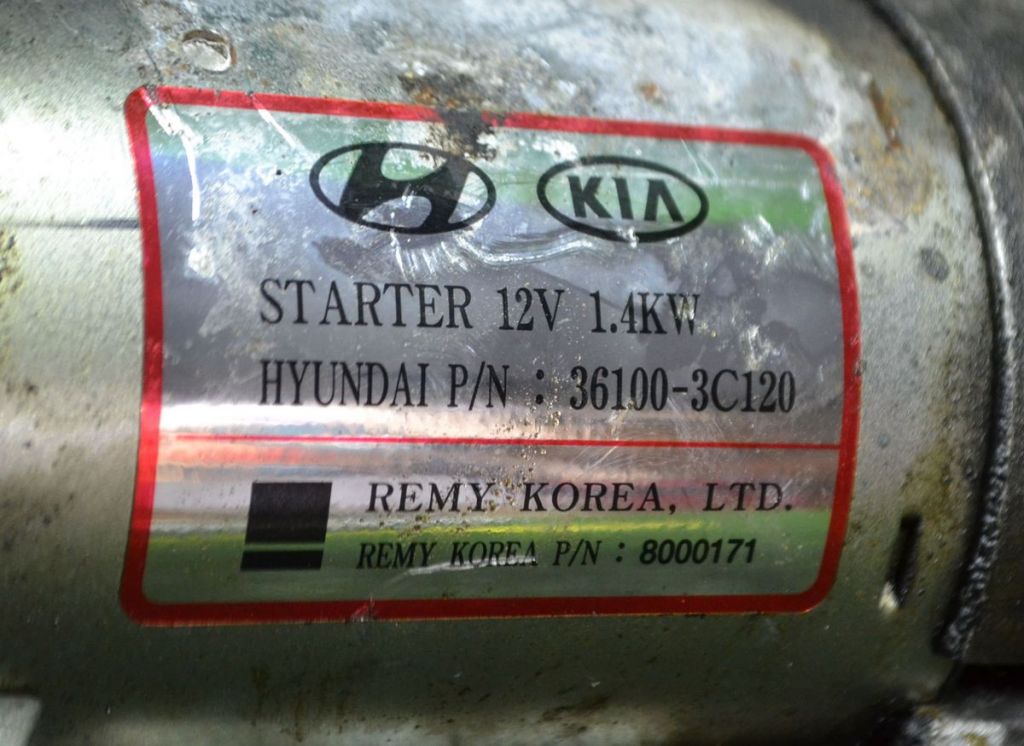 KIA
STARTER 12V 1.4KW
HYUNDAI P/N : 36100-3C120
REMY KOREA, LTD.
REMY KOREA P/N : 8000171